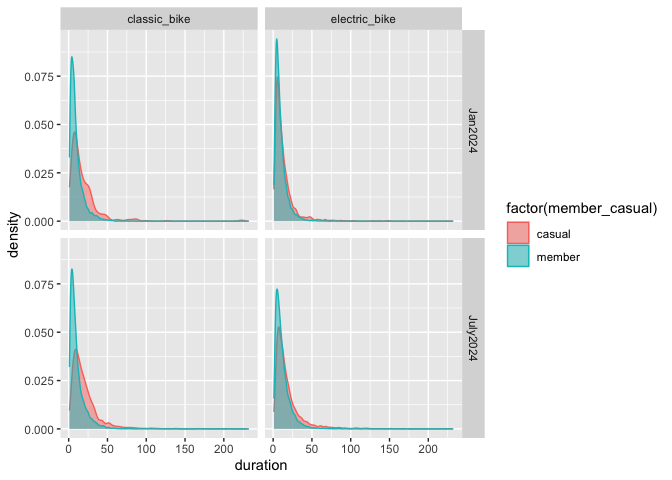 classic_bike
electric_bike
0.075
0.050
0.025
0.000
Jan2024
0.075
0.050
0.025
0.000
July2024
density
0 50 100 150 200
0 50 100 150 200
duration
factor(member_casual)
casual
member